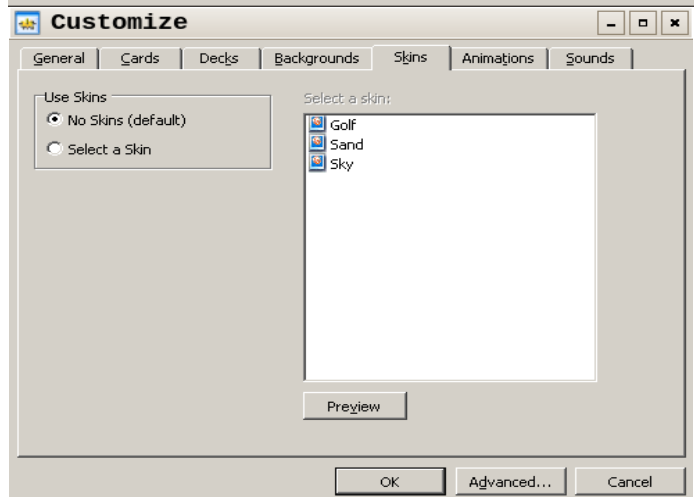 Customize
General Cards Decks Backgrounds Skins Animations Sounds
Use Skins
No Skins (default)
Select a Skin
Select a skin:
Golf
Sand
Sky
Preview
OK Advanced... Cancel